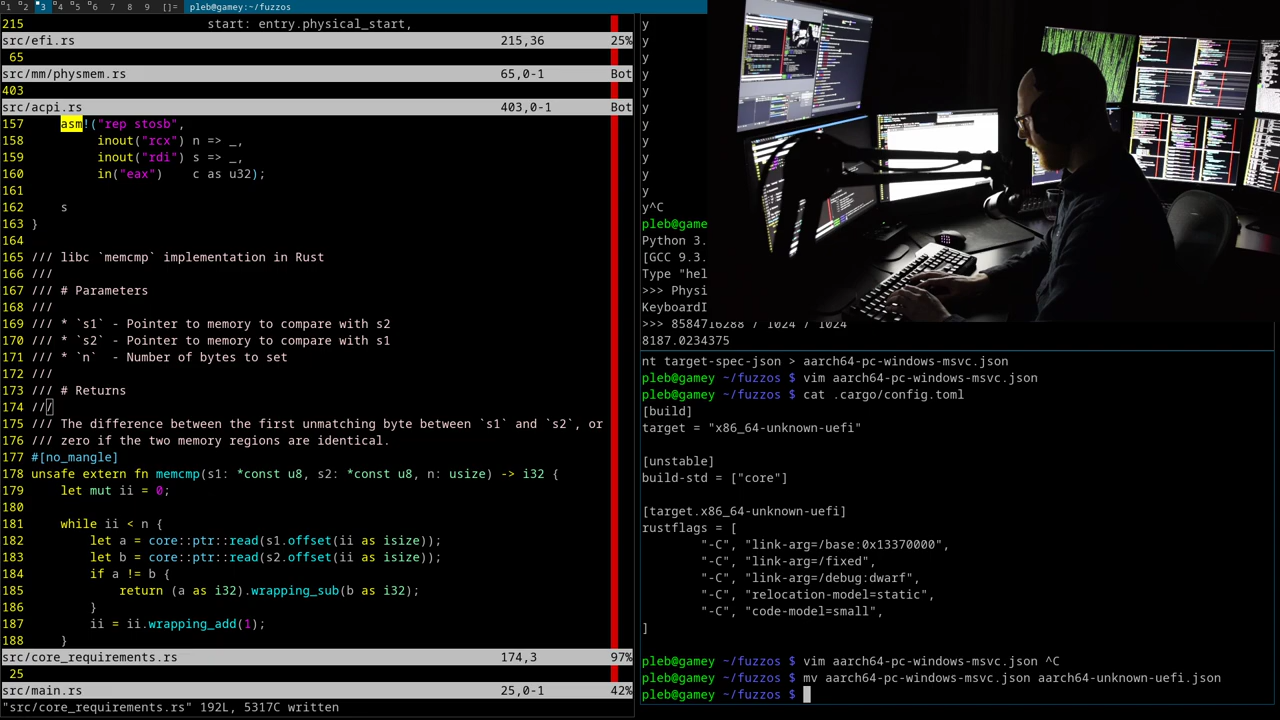 1 2 3 4 5 6 7 8 9 []= pleb@gamey:~/fuzzos
215 start: entry.physical_start,
src/efi.rs 215,36 25%
65
src/mm/physmem.rs 65,0-1 Bot
403
src/acpi.rs 403,0-1 Bot
157 asm!("rep stosb",
158 inout("rcx") n => _,
159 inout("rdi") s => _,
160 in("eax") c as u32);
161
162 s
163 }
164
165 /// libc `memcmp` implementation in Rust
166 ///
167 /// # Parameters
168 ///
169 /// * `s1` - Pointer to memory to compare with s2
170 /// * `s2` - Pointer to memory to compare with s1
171 /// * `n`  - Number of bytes to set
172 ///
173 /// # Returns
174 ///
175 /// The difference between the first unmatching byte between `s1` and `s2`, or
176 /// zero if the two memory regions are identical.
177 #[no_mangle]
178 unsafe extern fn memcmp(s1: *const u8, s2: *const u8, n: usize) -> i32 {
179 let mut ii = 0;
180
181 while ii < n {
182 let a = core::ptr::read(s1.offset(ii as isize));
183 let b = core::ptr::read(s2.offset(ii as isize));
184 if a != b {
185 return (a as i32).wrapping_sub(b as i32);
186 }
187 ii = ii.wrapping_add(1);
188 }
src/core_requirements.rs 174,3 97%
25
src/main.rs 25,0-1 42%
"src/core_requirements.rs" 192L, 5317C written
y
y
y
y
y
y
y
y
y
y
y
y^C
pleb@game
Python 3.
[GCC 9.3.
Type "hel
>>> Physi
KeyboardI
>>> 8584716288 / 1024 / 1024
8187.0234375
nt target-spec-json > aarch64-pc-windows-msvc.json
pleb@gamey ~/fuzzos $ vim aarch64-pc-windows-msvc.json
pleb@gamey ~/fuzzos $ cat .cargo/config.toml
[build]
target = "x86_64-unknown-uefi"
[unstable]
build-std = ["core"]
[target.x86_64-unknown-uefi]
rustflags = [
"-C", "link-arg=/base:0x13370000",
"-C", "link-arg=/fixed",
"-C", "link-arg=/debug:dwarf",
"-C", "relocation-model=static",
"-C", "code-model=small",
]
pleb@gamey ~/fuzzos $ vim aarch64-pc-windows-msvc.json ^C
pleb@gamey ~/fuzzos $ mv aarch64-pc-windows-msvc.json aarch64-unknown-uefi.json
pleb@gamey ~/fuzzos $